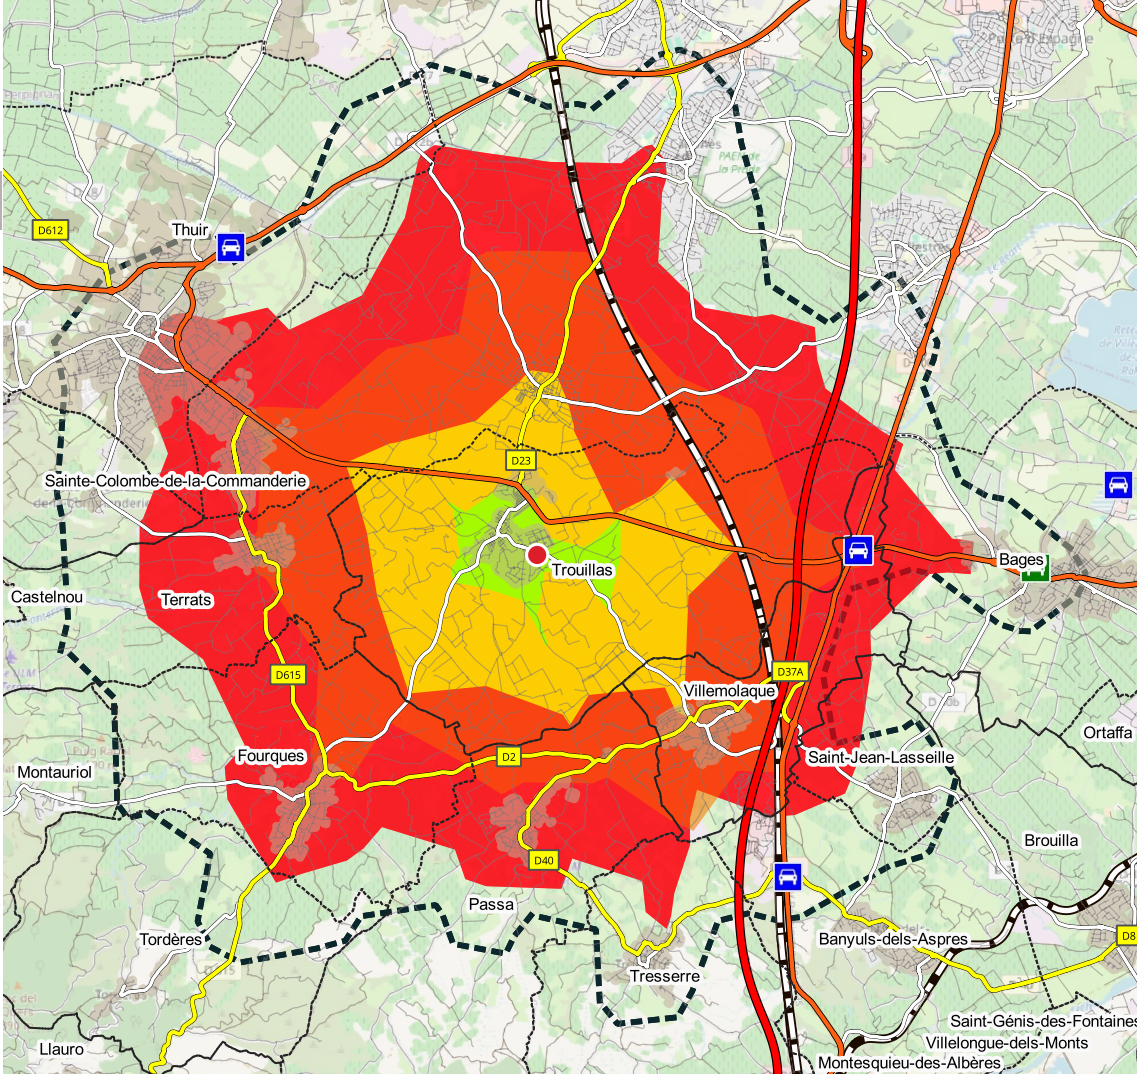 D612
Thuir
D23
Sainte-Colombe-de-la-Commanderie
Bages
Trouillas
Castelnou
Terrats
D615
D37A
Villemolaque
Ortaffa
Fourques
D2
Saint-Jean-Lasseille
Montauriol
Brouilla
D40
Passa
Tordères
Banyuls-dels-Aspres
D8
Tresserre
Saint-Génis-des-Fontaines
Villelongue-dels-Monts
Llauro
Montesquieu-des-Albères